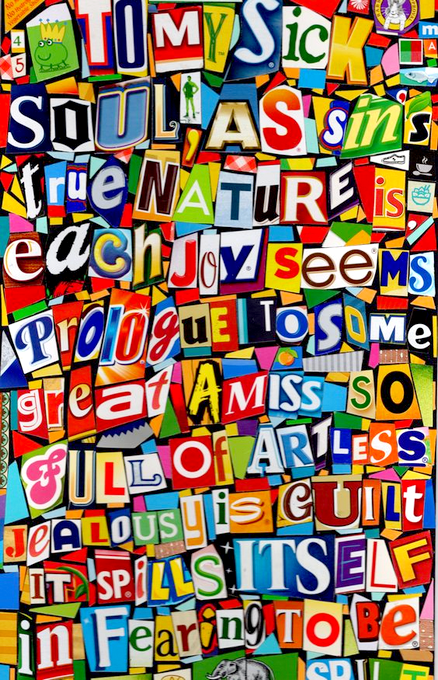 TO MY SicK
SOUL, AS sin's
trUe NATURE is,
eacH JOY seeMS
ProloguE To SOMe
great AMISS SO
FULL Of ARTLESS
JEALOUSy is GUILT
IT SPiLLS ITSELF
in FeariNg TO Be
SPILT